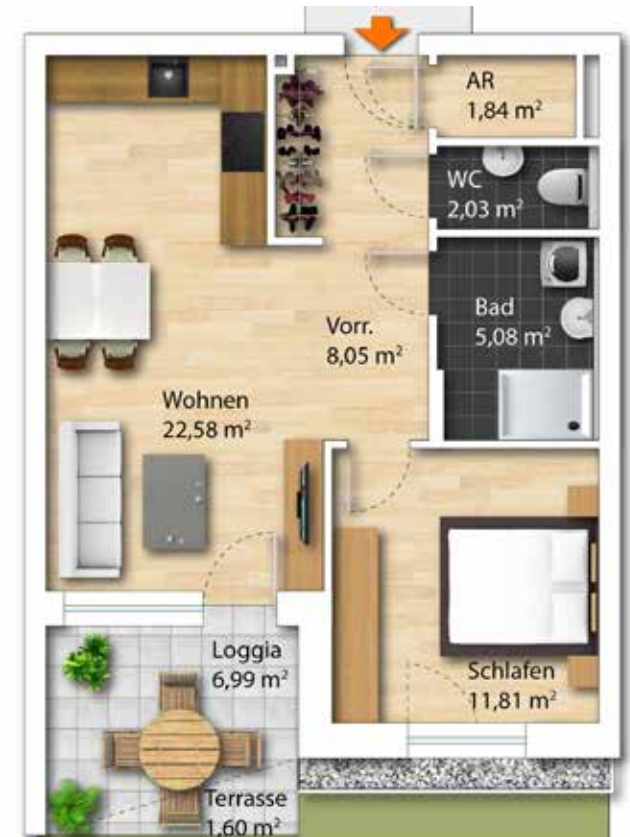 AR
1,84 m²
WC
2,03 m²
Bad
5,08 m²
Vorr.
8,05 m²
Wohnen
22,58 m²
Loggia
6,99 m²
Schlafen
11,81 m²
Terrasse
1,60 m²